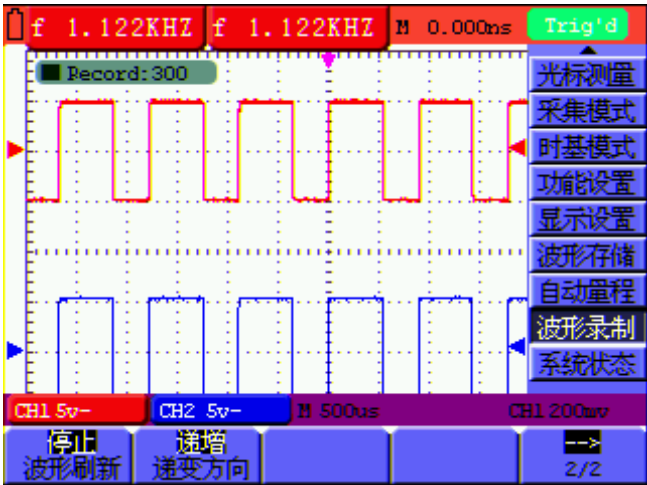 f 1.122KHZ f 1.122KHZ M 0.000ns Trig'd
Record:300
光标测量
采集模式
时基模式
功能设置
显示设置
波形存储
自动量程
波形录制
系统状态
CH1 5v- CH2 5v- M 500us CH1 200mv
停止 递增 -->
波形刷新 递变方向 2/2